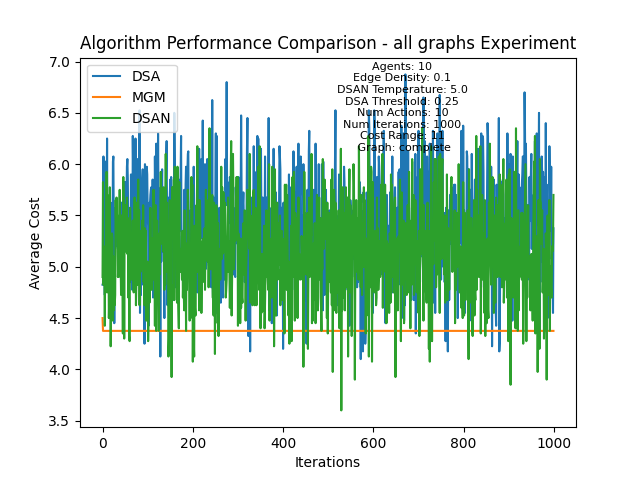 Algorithm Performance Comparison - all graphs Experiment
7.0
6.5
6.0
5.5
5.0
4.5
4.0
3.5
Average Cost
DSA
MGM
DSAN
Agents: 10
Edge Density: 0.1
DSAN Temperature: 5.0
DSA Threshold: 0.25
Num Actions: 10
Num Iterations: 1000
Cost Range: 11
Graph: complete
0
200
400
600
800
1000
Iterations